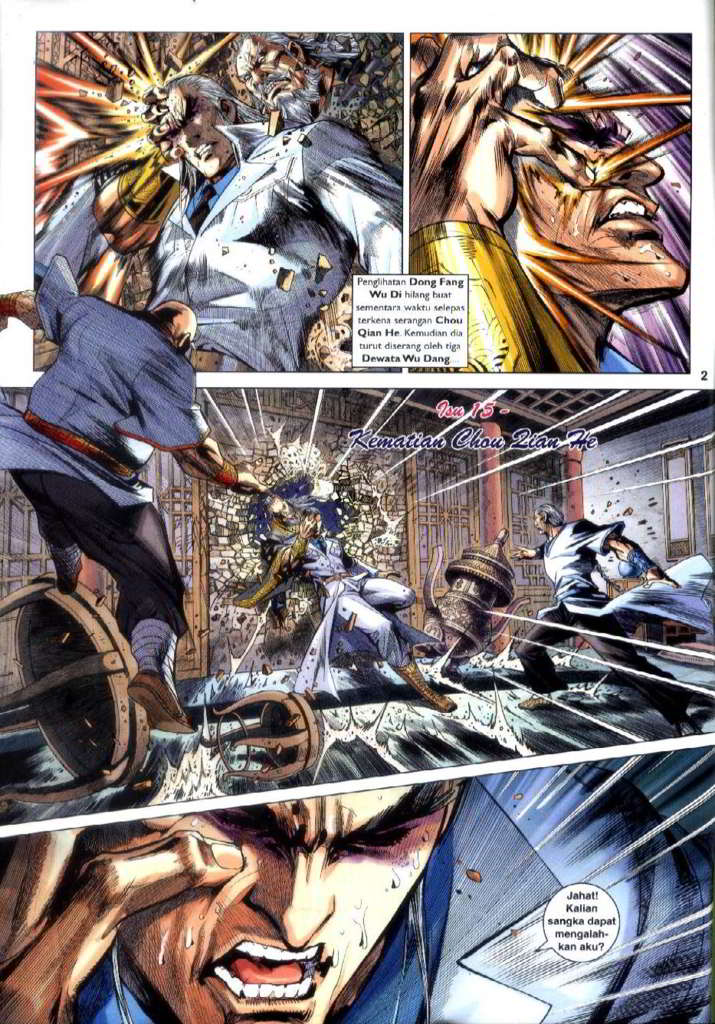 Penglihatan Dong Fang
Wu Di hilang buat
sementara waktu selepas
terkena serangan Chou
Qian He. Kemudian dia
turut diserang oleh tiga
Dewata Wu Dang....
2
Isu 15 -
Kematian Chou Qian He
Jahat!
Kalian
sangka dapat
mengalah-
kan aku?